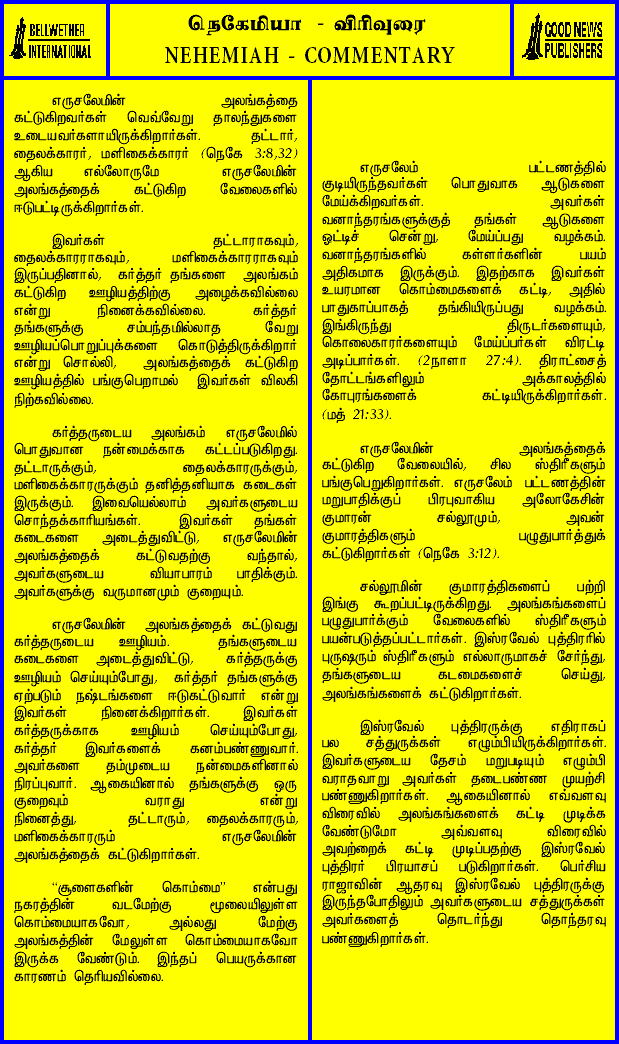 BELLWETHER
INTERNATIONAL
நெகேமியா - விரிவுரை
NEHEMIAH - COMMENTARY
GOOD NEWS
PUBLISHERS
எருசலேமின் அலங்கத்தை
கட்டுகிறவர்கள் வெவ்வேறு தாலந்துகளை
உடையவர்களாயிருக்கிறார்கள். தட்டார்,
தைலக்காரர், மளிகைக்காரர் (நெகே 3:8,32)
ஆகிய எல்லோருமே எருசலேமின்
அலங்கத்தைக் கட்டுகிற வேலைகளில்
ஈடுபட்டிருக்கிறார்கள்.
இவர்கள் தட்டாராகவும்,
தைலக்காரராகவும், மளிகைக்காரராகவும்
இருப்பதினால், கர்த்தர் தங்களை அலங்கம்
கட்டுகிற ஊழியத்திற்கு அழைக்கவில்லை
என்று நினைக்கவில்லை. கர்த்தர்
தங்களுக்கு சம்பந்தமில்லாத வேறு
ஊழியப்பொறுப்புக்களை கொடுத்திருக்கிறார்
என்று சொல்லி, அலங்கத்தைக் கட்டுகிற
ஊழியத்தில் பங்குபெறாமல் இவர்கள் விலகி
நிற்கவில்லை.
கர்த்தருடைய அலங்கம் எருசலேமில்
பொதுவான நன்மைக்காக கட்டப்படுகிறது.
தட்டாருக்கும், தைலக்காரருக்கும்,
மளிகைக்காரருக்கும் தனித்தனியாக கடைகள்
இருக்கும். இவையெல்லாம் அவர்களுடைய
சொந்தக்காரியங்கள். இவர்கள் தங்கள்
கடைகளை அடைத்துவிட்டு, எருசலேமின்
அலங்கத்தைக் கட்டுவதற்கு வந்தால்,
அவர்களுடைய வியாபாரம் பாதிக்கும்.
அவர்களுக்கு வருமானமும் குறையும்.
எருசலேமின் அலங்கத்தைக் கட்டுவது
கர்த்தருடைய ஊழியம். தங்களுடைய
கடைகளை அடைத்துவிட்டு, கர்த்தருக்கு
ஊழியம் செய்யும்போது, கர்த்தர் தங்களுக்கு
ஏற்படும் நஷ்டங்களை ஈடுகட்டுவார் என்று
இவர்கள் நினைக்கிறார்கள். இவர்கள்
கர்த்தருக்காக ஊழியம் செய்யும்போது,
கர்த்தர் இவர்களைக் கனம்பண்ணுவார்.
அவர்களை தம்முடைய நன்மைகளினால்
நிரப்புவார். ஆகையினால் தங்களுக்கு ஒரு
குறைவும் வராது என்று
நினைத்து, தட்டாரும், தைலக்காரரும்,
மளிகைக்காரரும் எருசலேமின்
அலங்கத்தைக் கட்டுகிறார்கள்.
“சூளைகளின் கொம்மை” என்பது
நகரத்தின் வடமேற்கு மூலையிலுள்ள
கொம்மையாகவோ, அல்லது மேற்கு
அலங்கத்தின் மேலுள்ள கொம்மையாகவோ
இருக்க வேண்டும். இந்தப் பெயருக்கான
காரணம் தெரியவில்லை.
எருசலேம் பட்டணத்தில்
குடியிருந்தவர்கள் பொதுவாக ஆடுகளை
மேய்க்கிறவர்கள். அவர்கள்
வனாந்தரங்களுக்குத் தங்கள் ஆடுகளை
ஓட்டிச் சென்று, மேய்ப்பது வழக்கம்.
வனாந்தரங்களில் கள்ளர்களின் பயம்
அதிகமாக இருக்கும். இதற்காக இவர்கள்
உயரமான கொம்மைகளைக் கட்டி, அதில்
பாதுகாப்பாகத் தங்கியிருப்பது வழக்கம்.
இங்கிருந்து திருடர்களையும்,
கொலைகாரர்களையும் மேய்ப்பர்கள் விரட்டி
அடிப்பார்கள். (2நாளா 27:4). திராட்சைத்
தோட்டங்களிலும் அக்காலத்தில்
கோபுரங்களைக் கட்டியிருக்கிறார்கள்.
(மத் 21:33).
எருசலேமின் அலங்கத்தைக்
கட்டுகிற வேலையில், சில ஸ்திரீகளும்
பங்குபெறுகிறார்கள். எருசலேம் பட்டணத்தின்
மறுபாதிக்குப் பிரபுவாகிய அலோகேசின்
குமாரன் சல்லூமும், அவன்
குமாரத்திகளும் பழுதுபார்த்துக்
கட்டுகிறார்கள் (நெகே 3:12).
சல்லூமின் குமாரத்திகளைப் பற்றி
இங்கு கூறப்பட்டிருக்கிறது. அலங்கங்களைப்
பழுதுபார்க்கும் வேலைகளில் ஸ்திரீகளும்
பயன்படுத்தப்பட்டார்கள். இஸ்ரவேல் புத்திரரில்
புருஷரும் ஸ்திரீகளும் எல்லாருமாகச் சேர்ந்து,
தங்களுடைய கடமைகளைச் செய்து,
அலங்கங்களைக் கட்டுகிறார்கள்.
இஸ்ரவேல் புத்திரருக்கு எதிராகப்
பல சத்துருக்கள் எழும்பியிருக்கிறார்கள்.
இவர்களுடைய தேசம் மறுபடியும் எழும்பி
வராதவாறு அவர்கள் தடைபண்ண முயற்சி
பண்ணுகிறார்கள். ஆகையினால் எவ்வளவு
விரைவில் அலங்கங்களைக் கட்டி முடிக்க
வேண்டுமோ அவ்வளவு விரைவில்
அவற்றைக் கட்டி முடிப்பதற்கு இஸ்ரவேல்
புத்திரர் பிரயாசப் படுகிறார்கள். பெர்சிய
ராஜாவின் ஆதரவு இஸ்ரவேல் புத்திரருக்கு
இருந்தபோதிலும் அவர்களுடைய சத்துருக்கள்
அவர்களைத் தொடர்ந்து தொந்தரவு
பண்ணுகிறார்கள்.